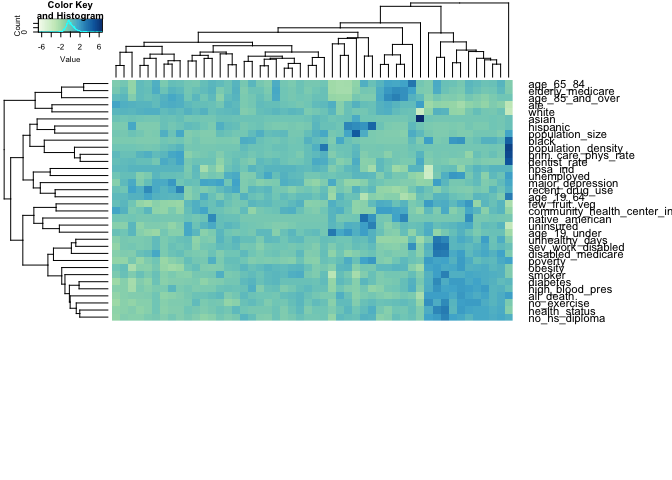 Color Key
and Histogram
Count
0
-6 -2 2 6
Value
age_65_84
elderly_medicare
age_85_and_over
ale
white
asian
hispanic
population_size
black
population_density
prim_care_phys_rate
dentist_rate
hpsa_ind
unemployed
major_depression
recent_drug_use
age_19_64
few_fruit_veg
community_health_center_in
native_american
uninsured
age_19_under
unhealthy_days
sev_work_disabled
disabled_medicare
poverty
obesity
smoker
diabetes
high_blood_pres
all_death
no_exercise
health_status
no_hs_diploma